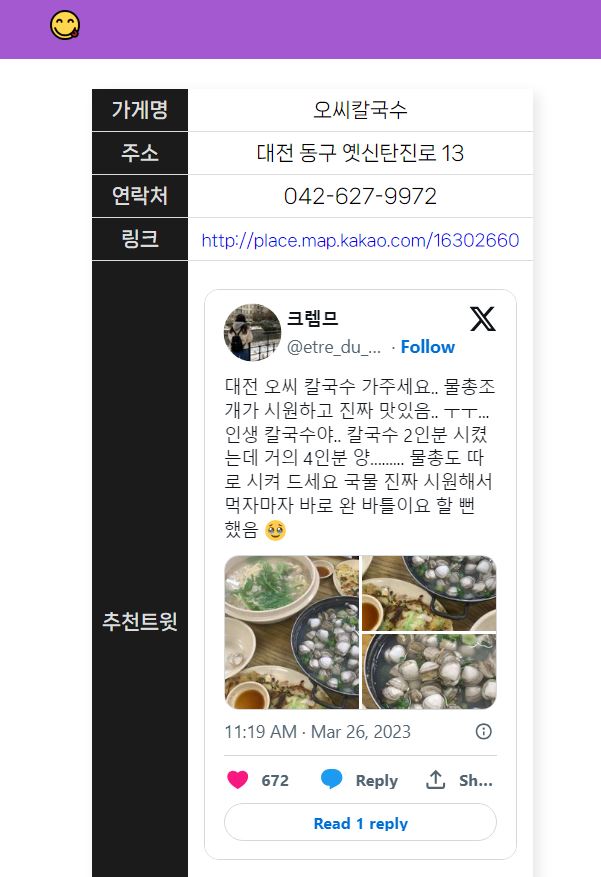 가게명 오씨칼국수
주소 대전 동구 옛신탄진로 13
연락처 042-627-9972
링크 http://place.map.kakao.com/16302660
추천트윗
크렘므
@etre_du_... · Follow
대전 오씨 칼국수 가주세요.. 물총조
개가 시원하고 진짜 맛있음.. ㅜㅜ...
인생 칼국수야.. 칼국수 2인분 시켰
는데 거의 4인분 양......... 물총도 따
로 시켜 드세요 국물 진짜 시원해서
먹자마자 바로 완 바틀이요 할 뻔
했음 🥹
11:19 AM · Mar 26, 2023
672 Reply Sh...
Read 1 reply